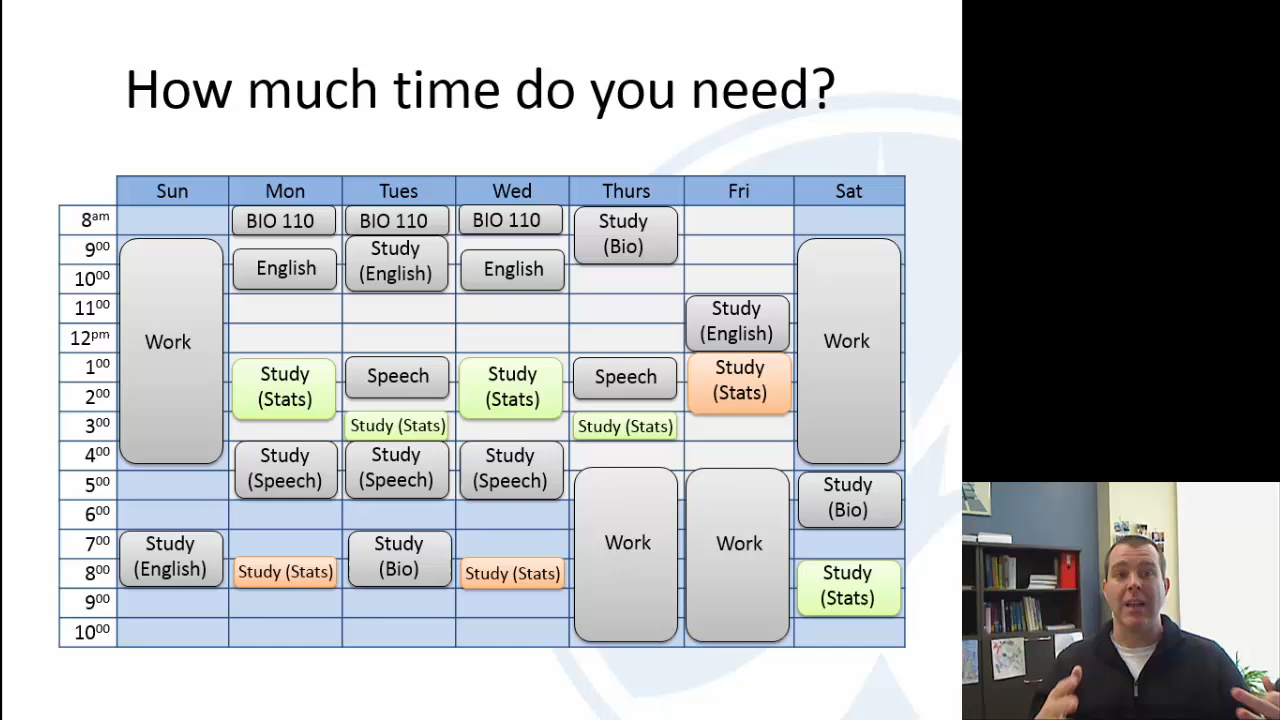 How much time do you need?
Sun Mon Tues Wed Thurs Fri Sat
8am BIO 110 BIO 110 BIO 110 Study
(Bio)
900 Study
(English)
English English
1000
1100 Study
(English)
12pm
Work Work
100 Study
(Stats) Speech Study
(Stats) Speech Study
(Stats)
200
300 Study (Stats) Study (Stats)
400 Study
(Speech) Study
(Speech) Study
(Speech)
500 Study
(Bio)
600
700 Study
(English) Study
(Bio) Work Work
800 Study (Stats) Study (Stats) Study
(Stats)
900
1000